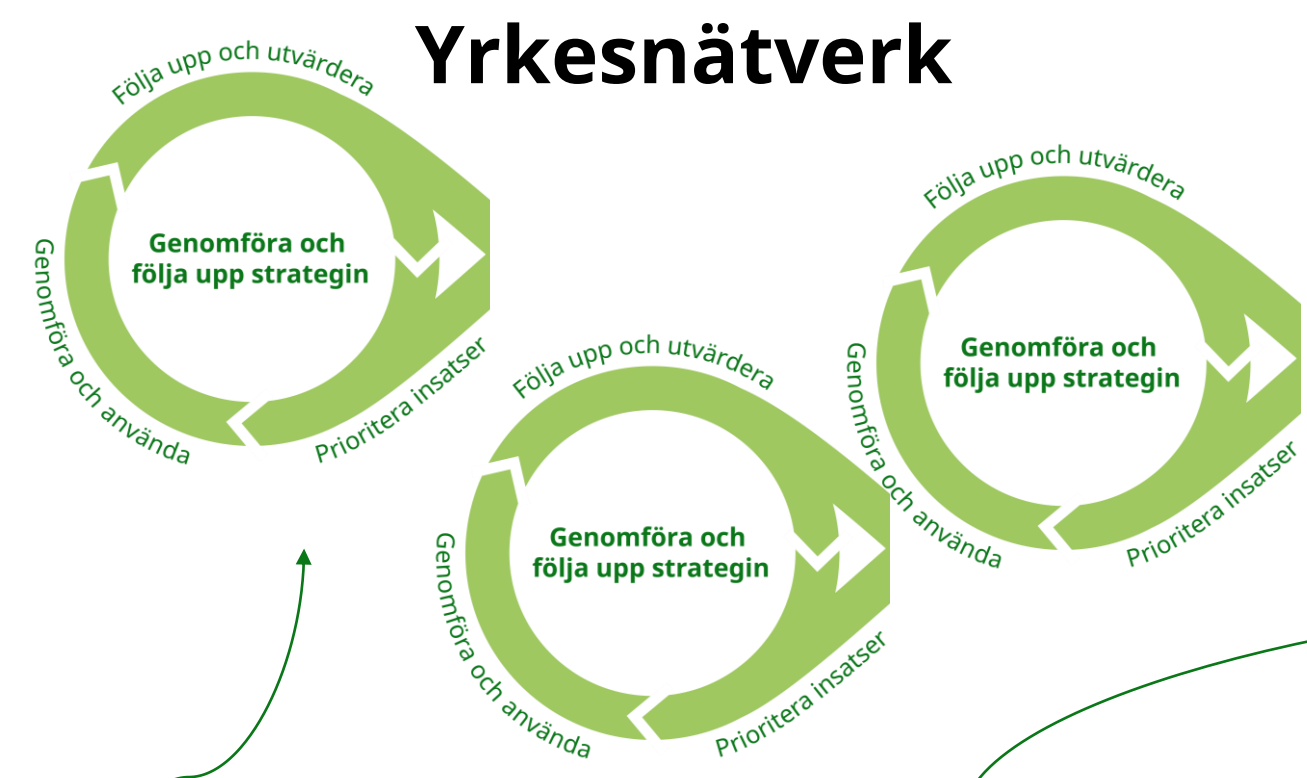 Yrkesnätverk
Följa upp och utvärdera
Genomföra och
följa upp strategin
Genomföra och använda
Prioritera insatser
Följa upp och utvärdera
Genomföra och
följa upp strategin
Genomföra och använda
Prioritera insatser
Följa upp och utvärdera
Genomföra och
följa upp strategin
Genomföra och använda
Prioritera insatser